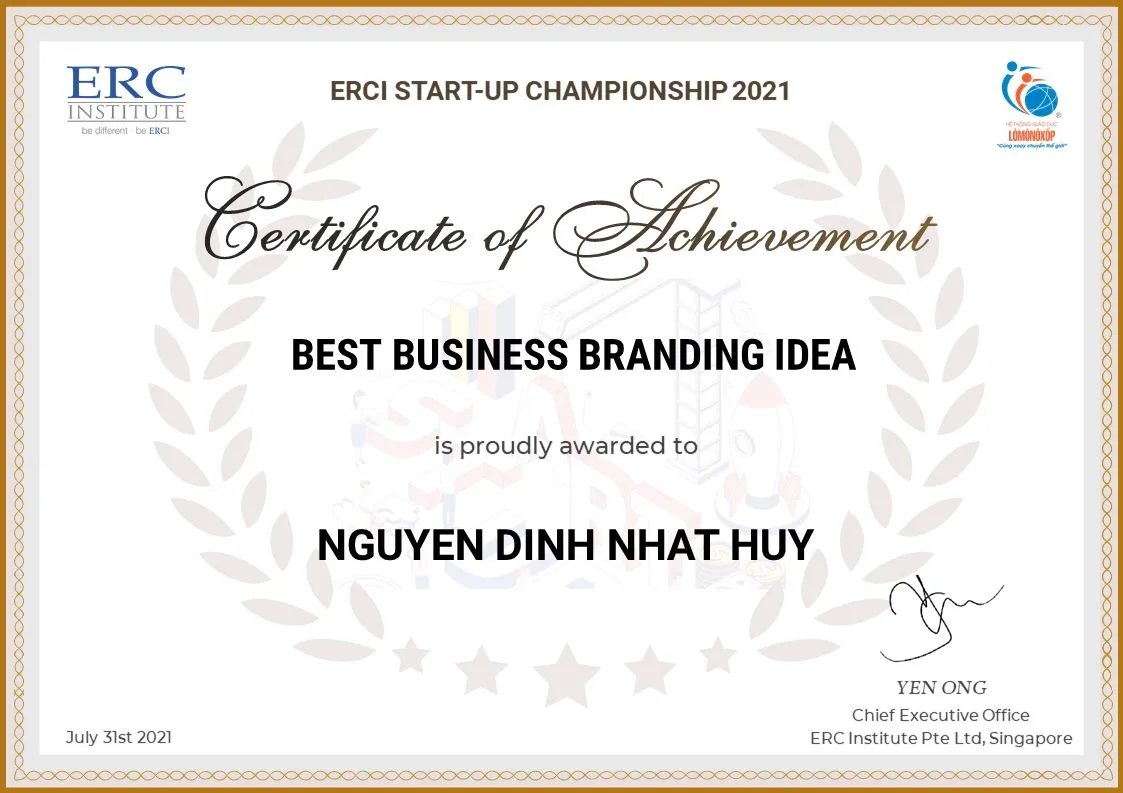 ERC
INSTITUTE
be different · be ERCI
ERCI START-UP CHAMPIONSHIP 2021
®
HỆ THỐNG GIÁO DỤC
LÔMÔNÔXỐP
"Cùng xoay chuyển thế giới"
Certificate of Achievement
BEST BUSINESS BRANDING IDEA
is proudly awarded to
NGUYEN DINH NHAT HUY
YEN ONG
Chief Executive Office
ERC Institute Pte Ltd, Singapore
July 31st 2021